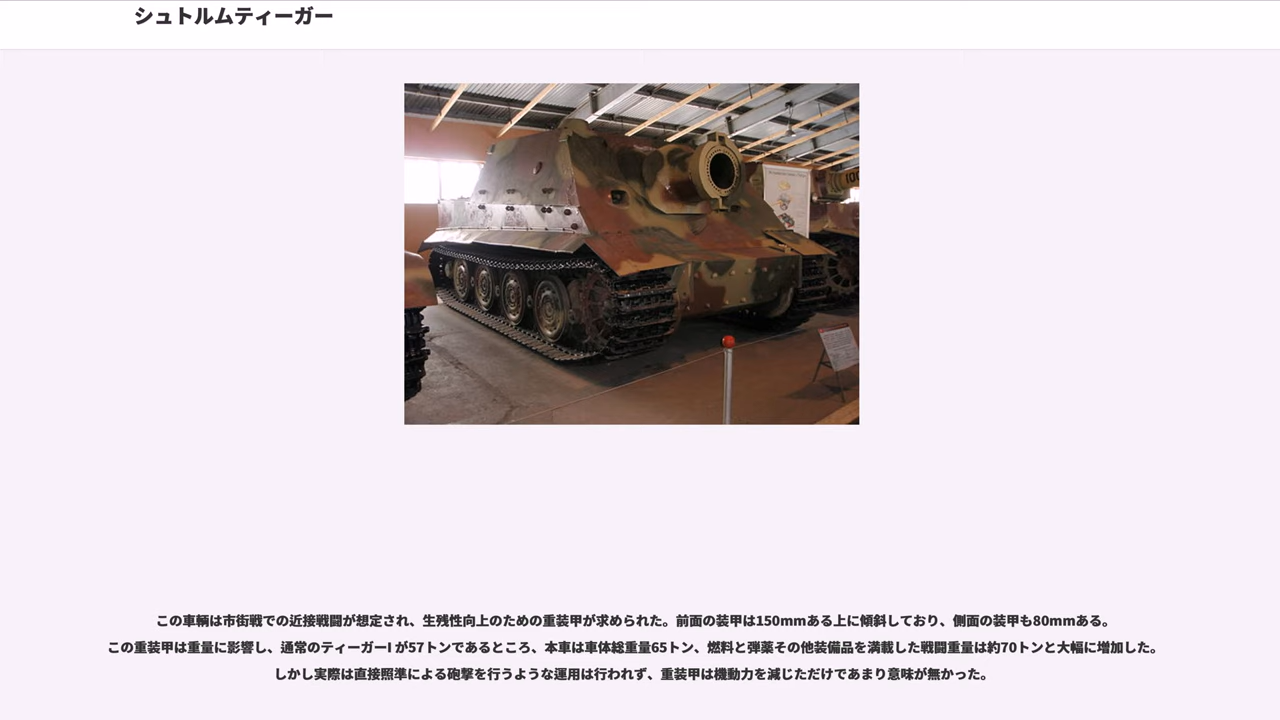 シュトルムティーガー
この車輌は市街戦での近接戦闘が想定され、生残性向上のための重装甲が求められた。前面の装甲は150mmある上に傾斜しており、側面の装甲も80mmある。
この重装甲は重量に影響し、通常のティーガーI が57トンであるところ、本車は車体総重量65トン、燃料と弾薬その他装備品を満載した戦闘重量は約70トンと大幅に増加した。
しかし実際は直接照準による砲撃を行うような運用は行われず、重装甲は機動力を減じただけであまり意味が無かった。